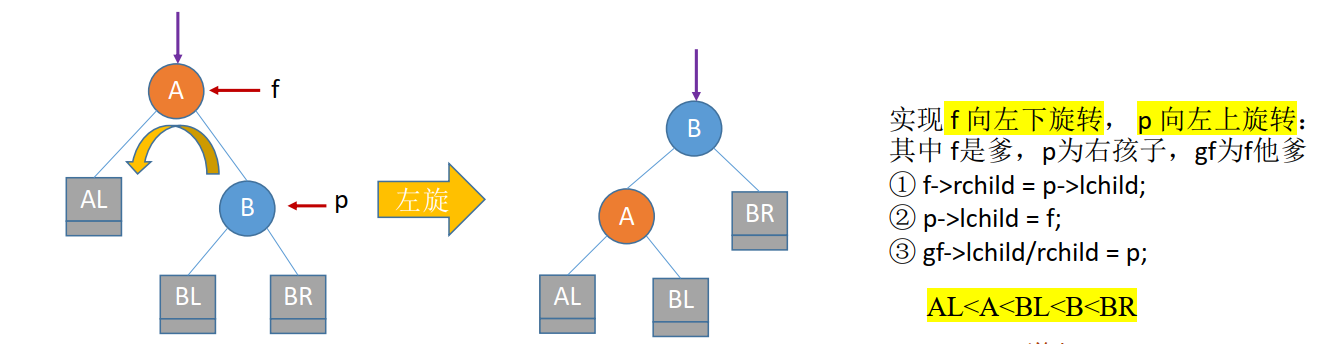 A
f
AL
B
p
BL
BR
左旋
B
A
BR
AL
BL
实现 f 向左下旋转， p 向左上旋转：
其中 f是爹，p为右孩子，gf为f他爹
① f->rchild = p->lchild;
② p->lchild = f;
③ gf->lchild/rchild = p;
AL<A<BL<B<BR